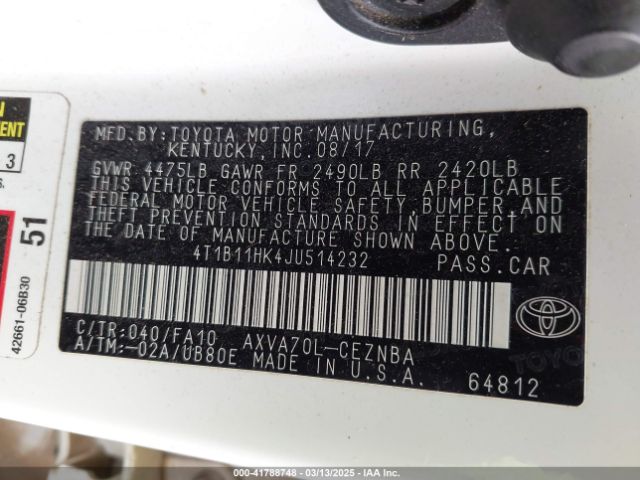 MENT
3
S.
51
42661-06B30
MFD.BY:TOYOTA MOTOR MANUFACTURING,
KENTUCKY,INC.08/17
GVWR 4475LB GAWR FR 2490LB RR 2420LB
THIS VEHICLE CONFORMS TO ALL APPLICABLE
FEDERAL MOTOR VEHICLE SAFETY,BUMPER,AND
THEFT PREVENTION STANDARDS IN EFFECT ON
THE DATE OF MANUFACTURE SHOWN ABOVE.
4T1B11HK4JU514232 PASS.CAR
C/TR:040/FA10 AXVA70L-CEZNBA
A/TM:-02A/UB80E MADE IN U.S.A.
64812
TOYOTA
© - 41788748 - 03/13/2025 - IAA, Inc.